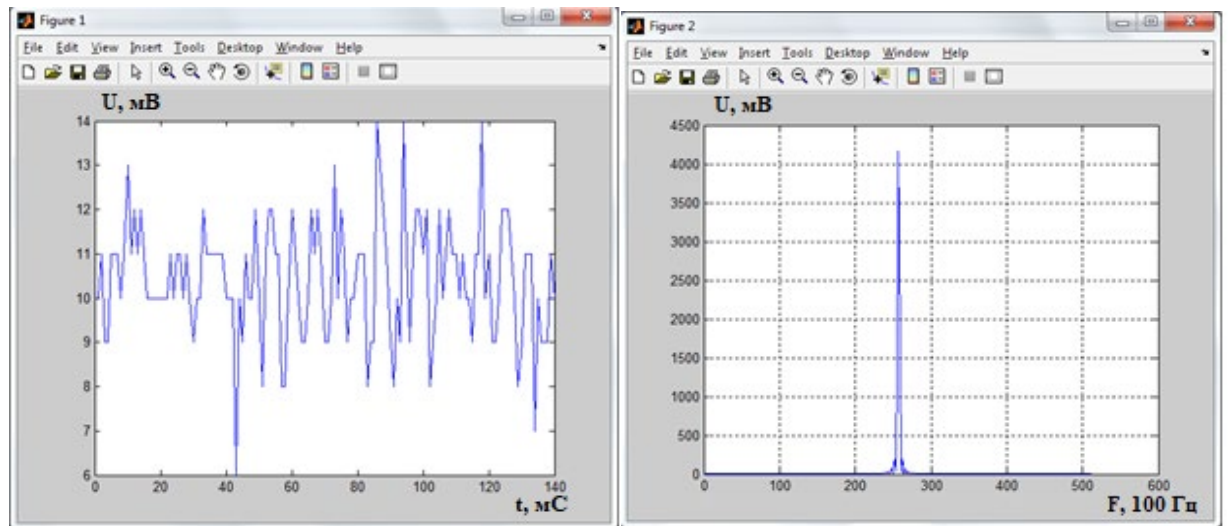 Figure 1
File Edit View Insert Tools Desktop Window Help
U, мВ
14
13
12
11
10
9
8
7
6
0 20 40 60 80 100 120 140
t, мС
Figure 2
File Edit View Insert Tools Desktop Window Help
U, мВ
4500
4000
3500
3000
2500
2000
1500
1000
500
0
0 100 200 300 400 500 600
F, 100 Гц